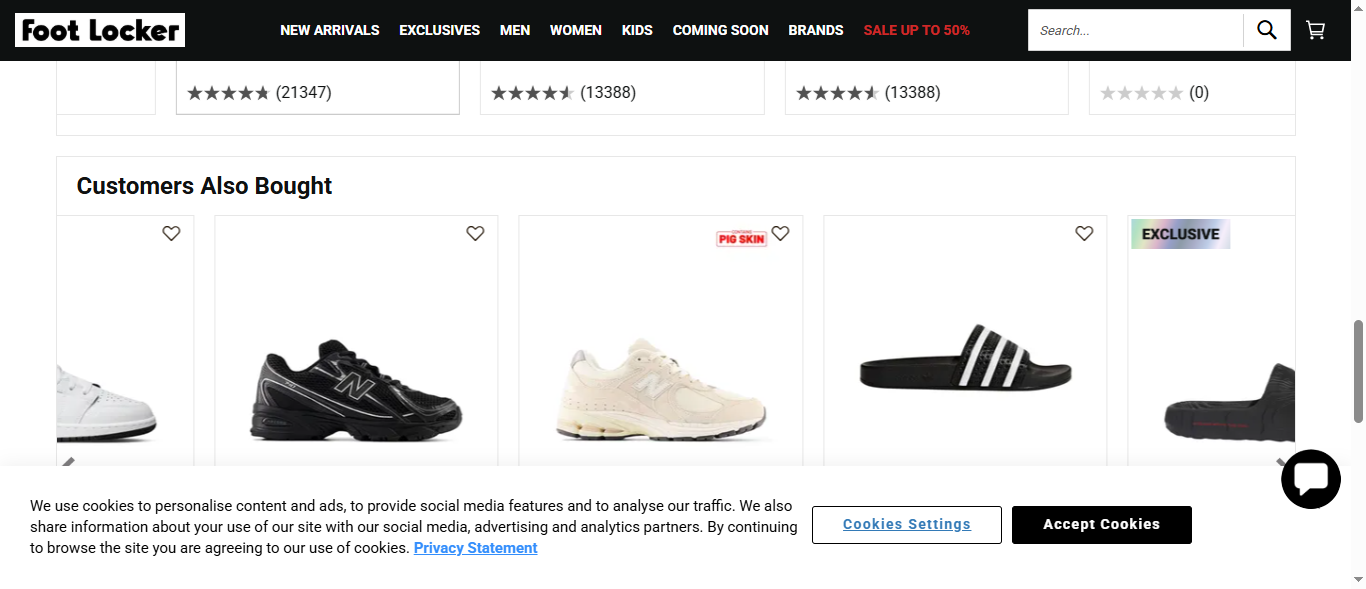 Foot Locker
NEW ARRIVALS EXCLUSIVES MEN WOMEN KIDS COMING SOON BRANDS SALE UP TO 50%
Search...
(21347) (13388) (13388) (0)
Customers Also Bought
CONTAINS
PIG SKIN
EXCLUSIVE
We use cookies to personalise content and ads, to provide social media features and to analyse our traffic. We also
share information about your use of our site with our social media, advertising and analytics partners. By continuing
to browse the site you are agreeing to our use of cookies. Privacy Statement
Cookies Settings
Accept Cookies